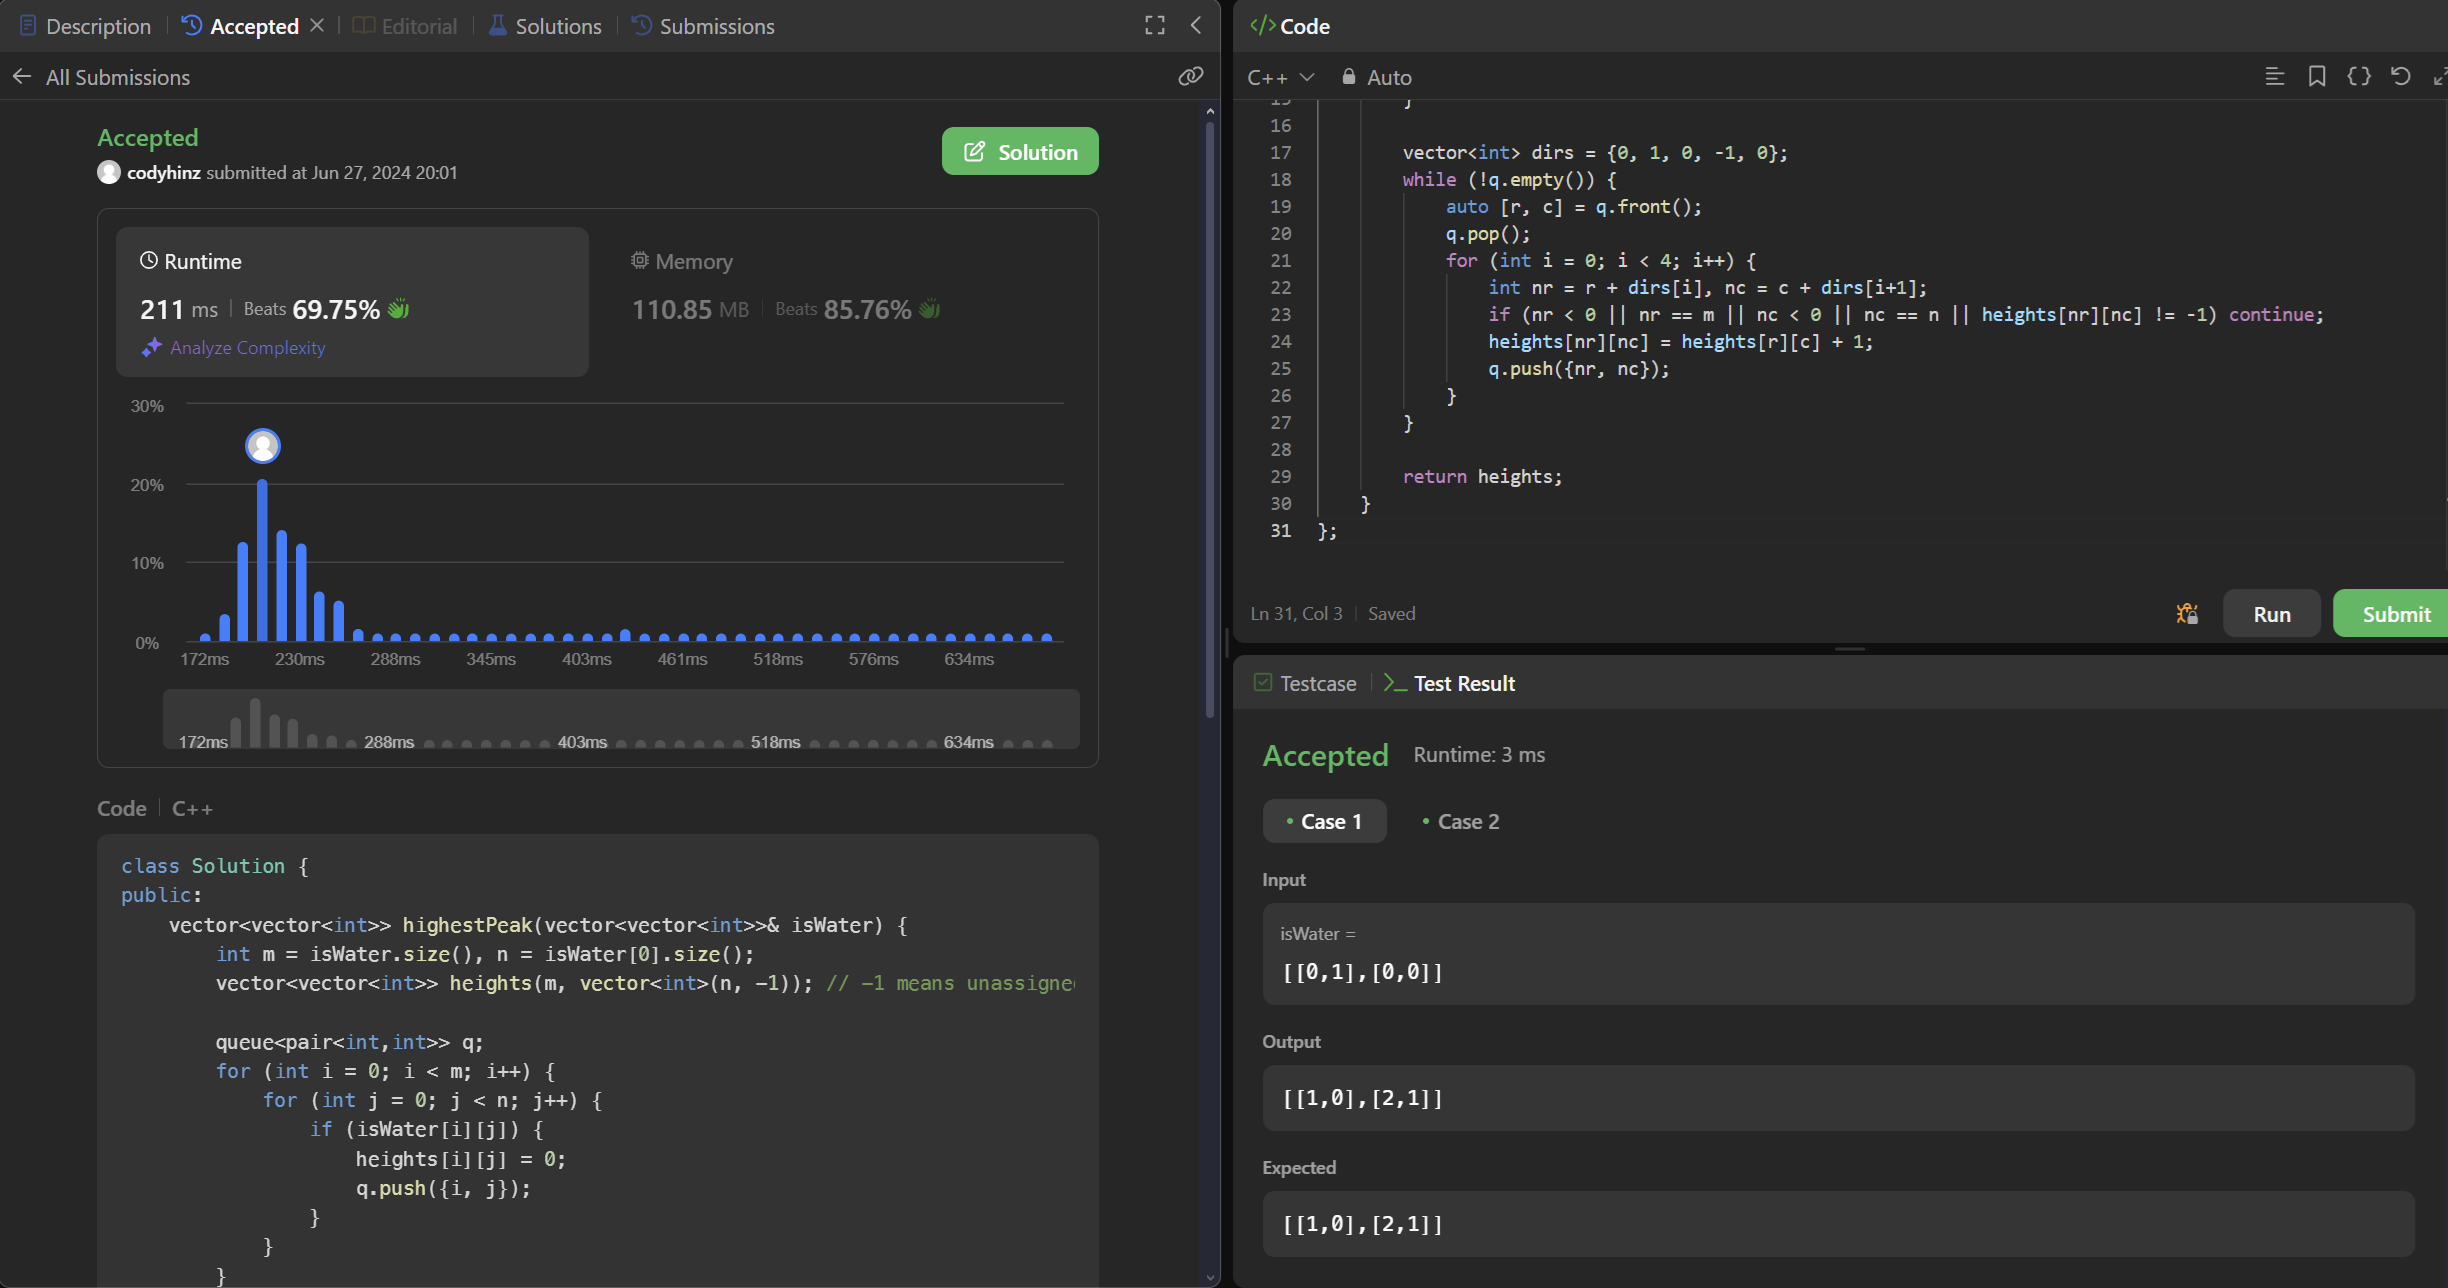 Description
Accepted
Editorial
Solutions
Submissions
All Submissions
Accepted
codyhinz submitted at Jun 27, 2024 20:01
Solution
Runtime
211 ms | Beats 69.75%
Analyze Complexity
Memory
110.85 MB | Beats 85.76%
30%
20%
10%
0%
172ms 230ms 288ms 345ms 403ms 461ms 518ms 576ms 634ms
172ms 288ms 403ms 518ms 634ms
Code | C++
class Solution {
public:
    vector<vector<int>> highestPeak(vector<vector<int>>& isWater) {
        int m = isWater.size(), n = isWater[0].size();
        vector<vector<int>> heights(m, vector<int>(n, -1)); // -1 means unassigne
        queue<pair<int,int>> q;
        for (int i = 0; i < m; i++) {
            for (int j = 0; j < n; j++) {
                if (isWater[i][j]) {
                    heights[i][j] = 0;
                    q.push({i, j});
                }
            }
        }
</> Code
C++
Auto
16
17 vector<int> dirs = {0, 1, 0, -1, 0};
18 while (!q.empty()) {
19 auto [r, c] = q.front();
20 q.pop();
21 for (int i = 0; i < 4; i++) {
22 int nr = r + dirs[i], nc = c + dirs[i+1];
23 if (nr < 0 || nr == m || nc < 0 || nc == n || heights[nr][nc] != -1) continue;
24 heights[nr][nc] = heights[r][c] + 1;
25 q.push({nr, nc});
26 }
27 }
28
29 return heights;
30 }
31 };
Ln 31, Col 3 | Saved
Run
Submit
Testcase
Test Result
Accepted Runtime: 3 ms
• Case 1
• Case 2
Input
isWater =
[[0,1],[0,0]]
Output
[[1,0],[2,1]]
Expected
[[1,0],[2,1]]